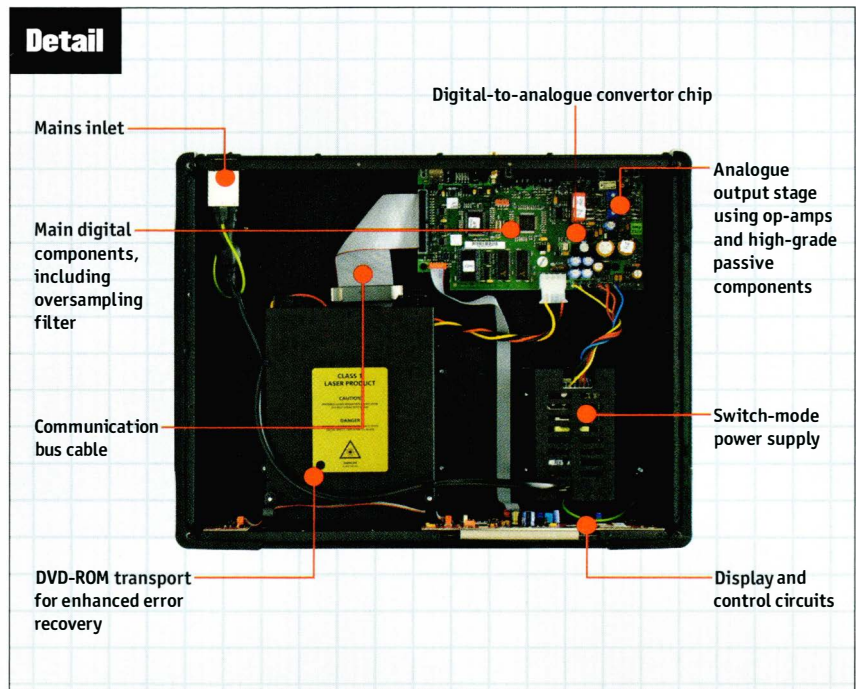 Detail
Digital-to-analogue convertor chip
Mains inlet
Analogue
output stage
using op-amps
and high-grade
passive
components
Main digital
components,
including
oversampling
filter
CLASS 1
LASER PRODUCT
CAUTION
DANGER
Communication
bus cable
Switch-mode
power supply
DVD-ROM transport
for enhanced error
recovery
Display and
control circuits